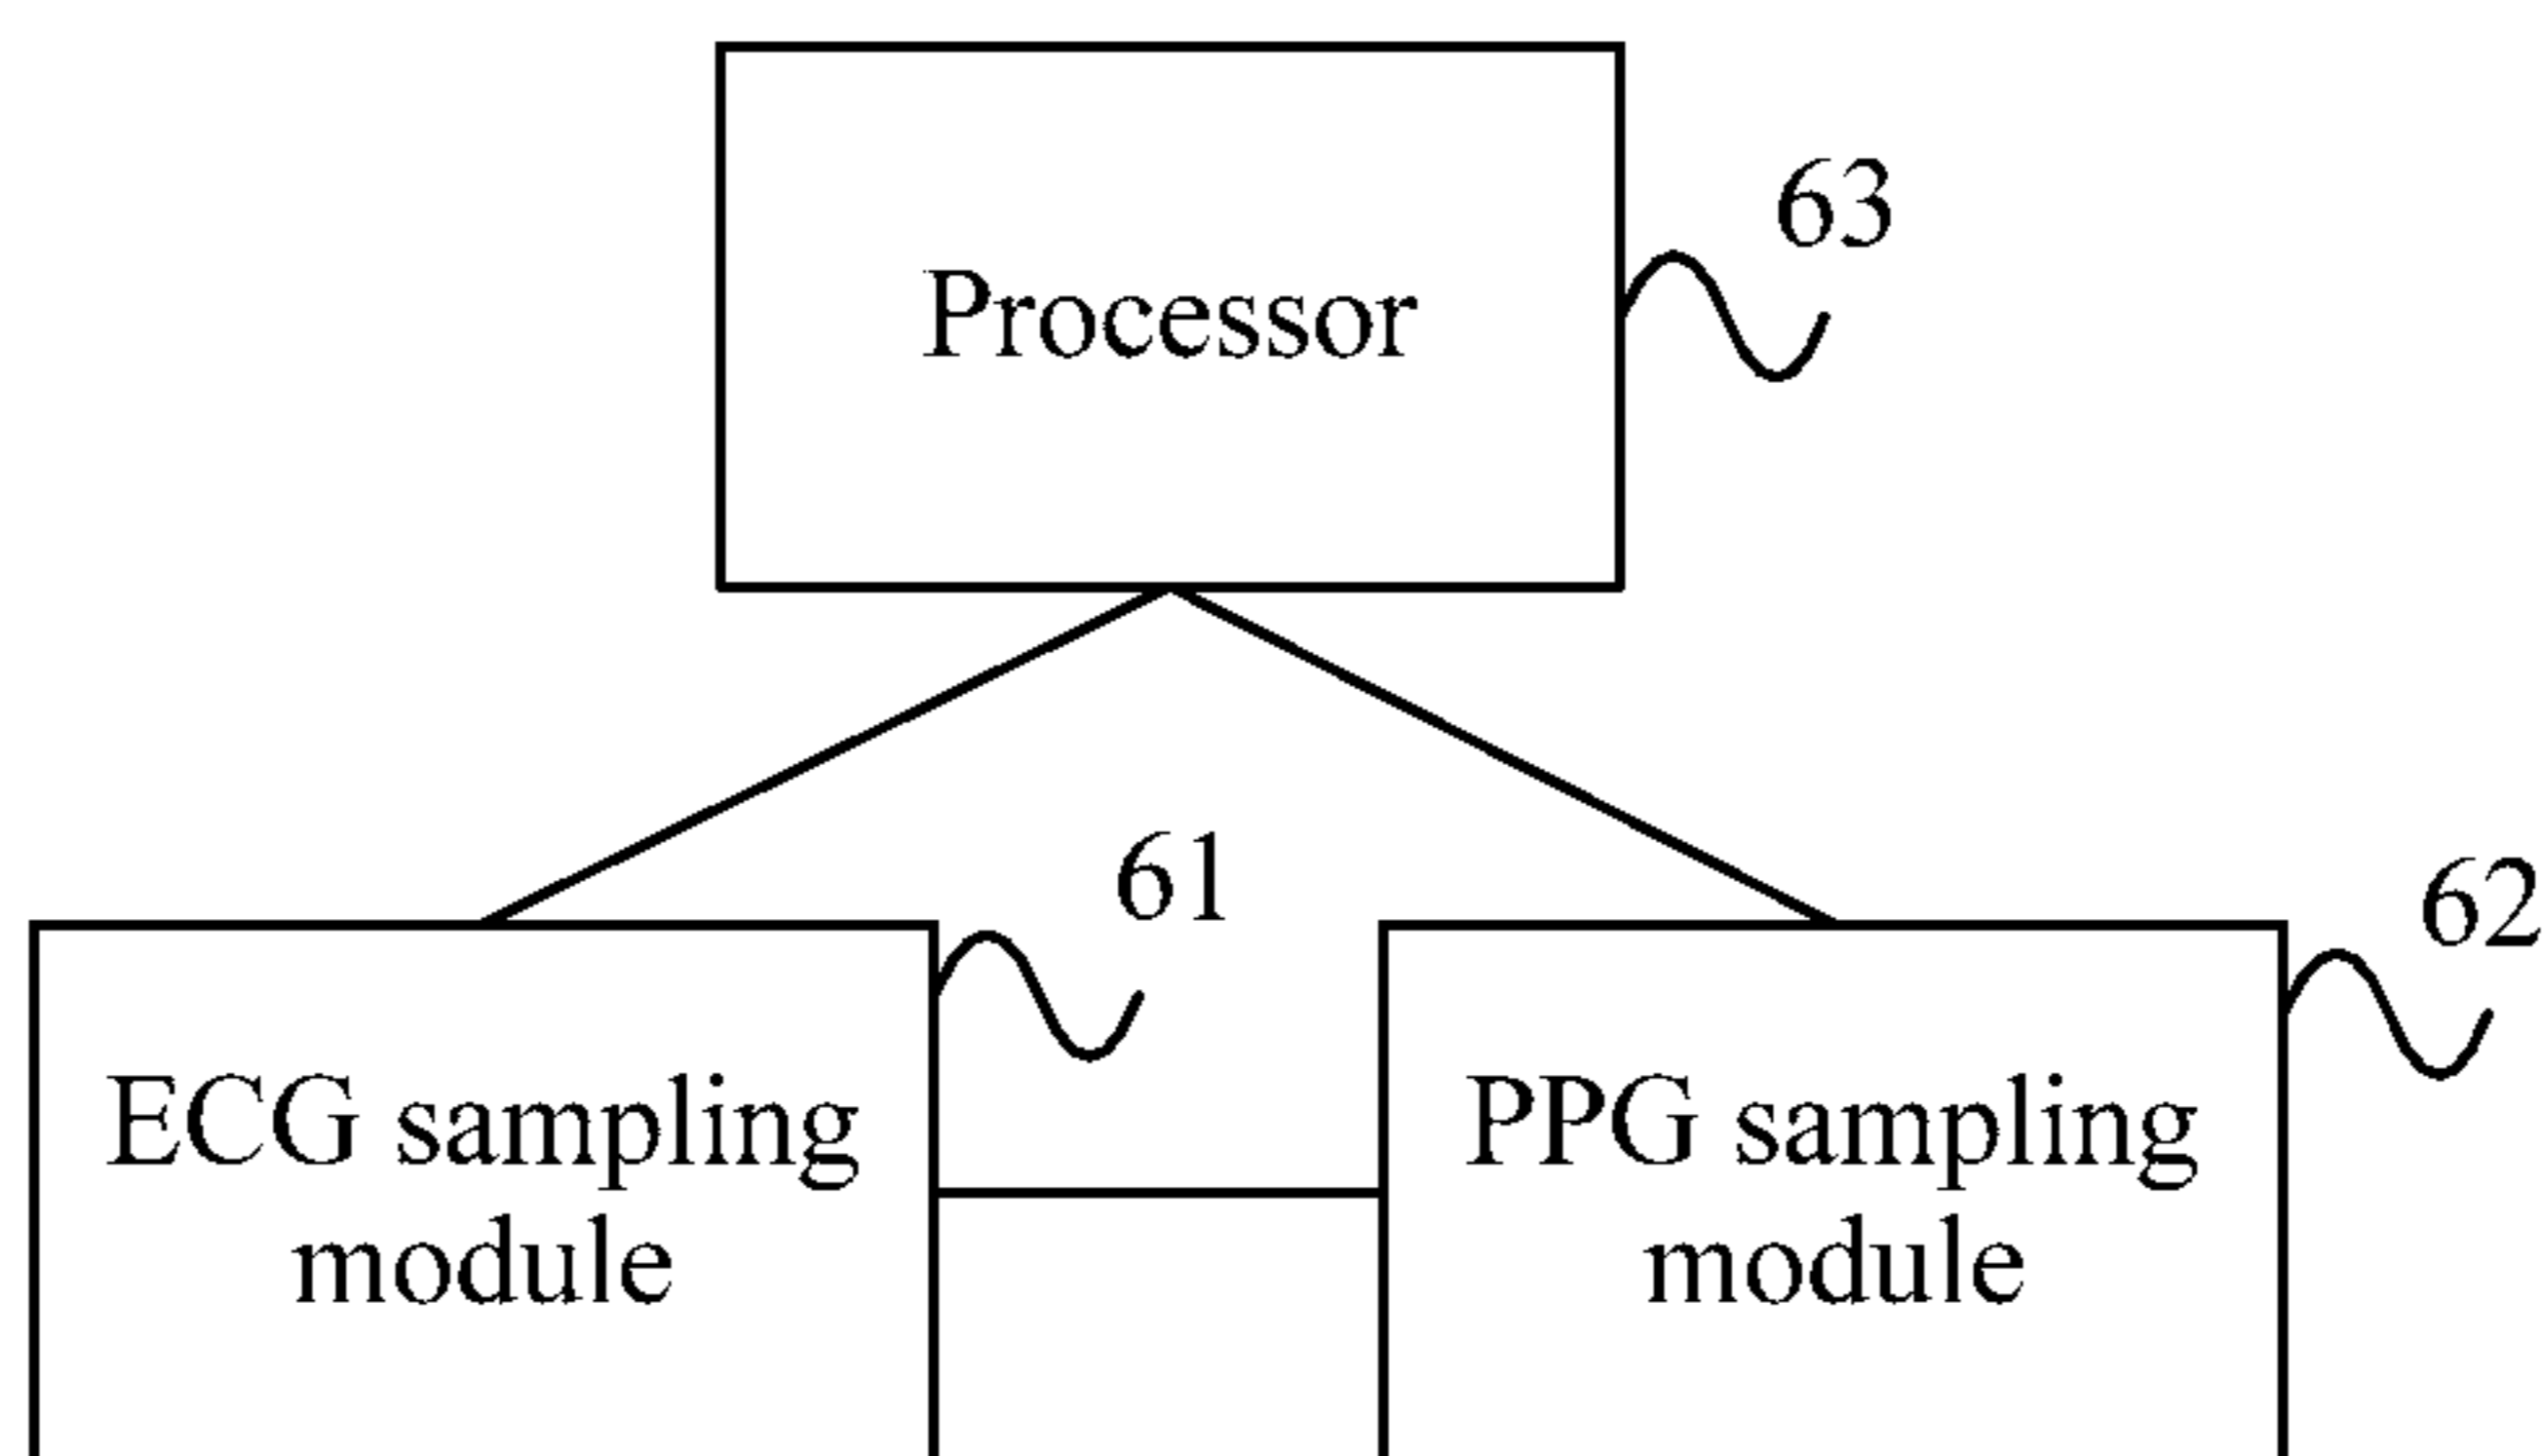 63
Processor
61
62
ECG sampling
module
PPG sampling
module